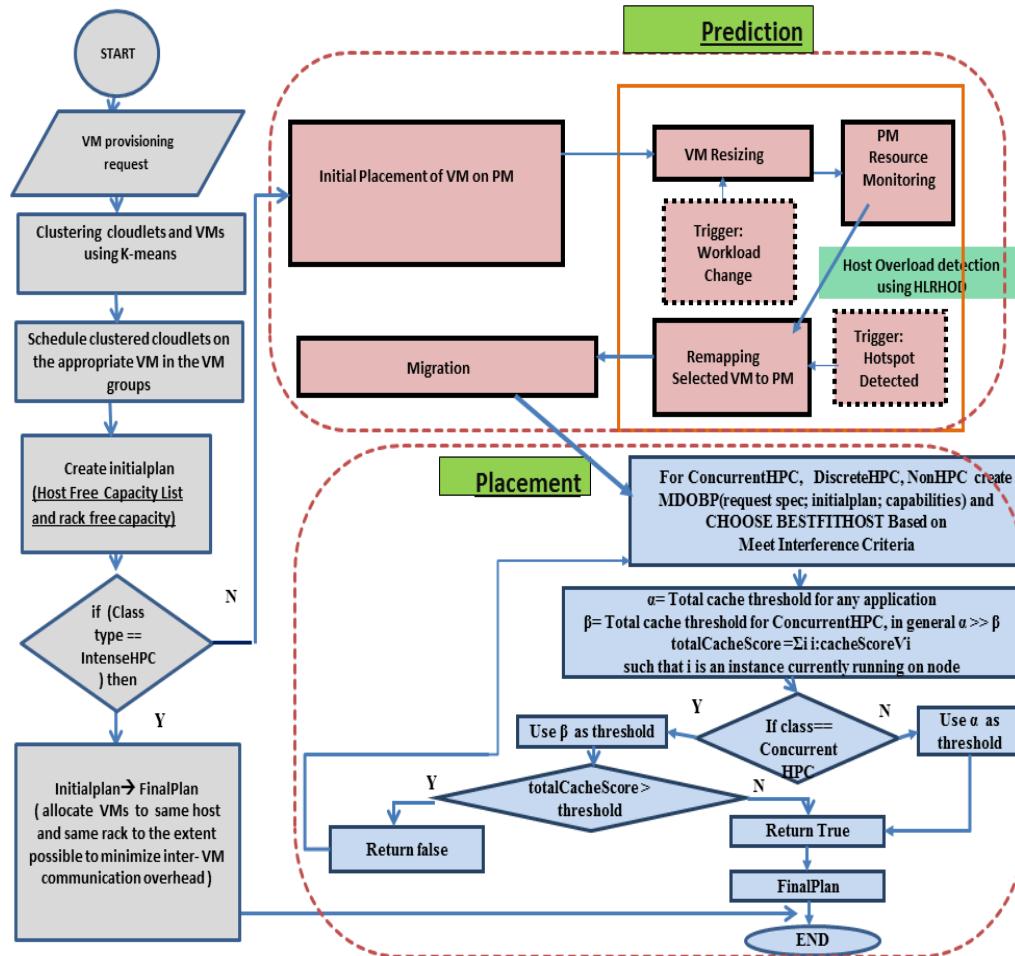 START
VM provisioning
request
Clustering cloudlets and VMs
using K-means
Schedule clustered cloudlets on
the appropriate VM in the VM
groups
Create initialplan
(Host Free Capacity List
and rack free capacity)
if (Class
type ==
IntenseHPC
) then
N
Y
Initialplan→ FinalPlan
( allocate VMs to same host
and same rack to the extent
possible to minimize inter- VM
communication overhead )
Prediction
Initial Placement of VM on PM
VM Resizing
PM
Resource
Monitoring
Trigger:
Workload
Change
Host Overload detection
using HLRHOD
Migration
Remapping
Selected VM to PM
Trigger:
Hotspot
Detected
Placement
For ConcurrentHPC, DiscreteHPC, NonHPC create
MDOBP(request spec; initialplan; capabilities) and
CHOOSE BESTFITHOST Based on
Meet Interference Criteria
α= Total cache threshold for any application
β= Total cache threshold for ConcurrentHPC, in general α >> β
totalCacheScore =Σi i:cacheScoreVi
such that i is an instance currently running on node
Y
N
If class==
Concurrent
HPC
Use β as threshold
Use α as
threshold
Y
N
totalCacheScore >
threshold
Return false
Return True
FinalPlan
END